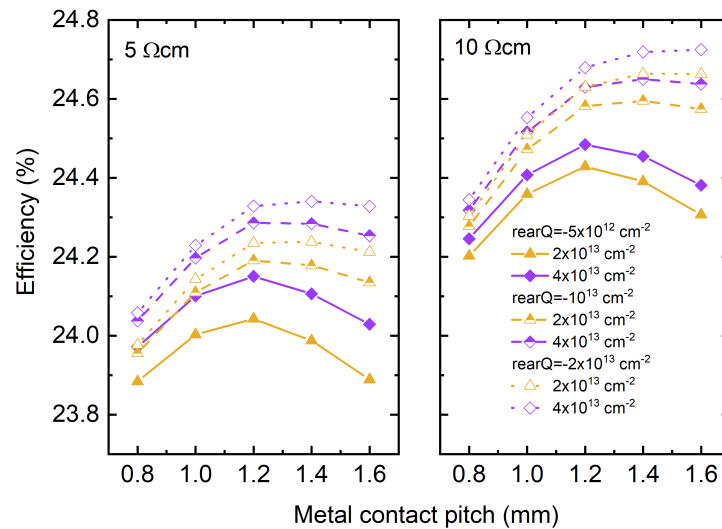 5 Ωcm
10 Ωcm
24.8
24.6
24.4
24.2
24.0
23.8
Efficiency (%)
rearQ=-5x10¹² cm⁻²
2x10¹³ cm⁻²
4x10¹³ cm⁻²
rearQ=-10¹³ cm⁻²
2x10¹³ cm⁻²
4x10¹³ cm⁻²
rearQ=-2x10¹³ cm⁻²
2x10¹³ cm⁻²
4x10¹³ cm⁻²
0.8 1.0 1.2 1.4 1.6
0.8 1.0 1.2 1.4 1.6
Metal contact pitch (mm)